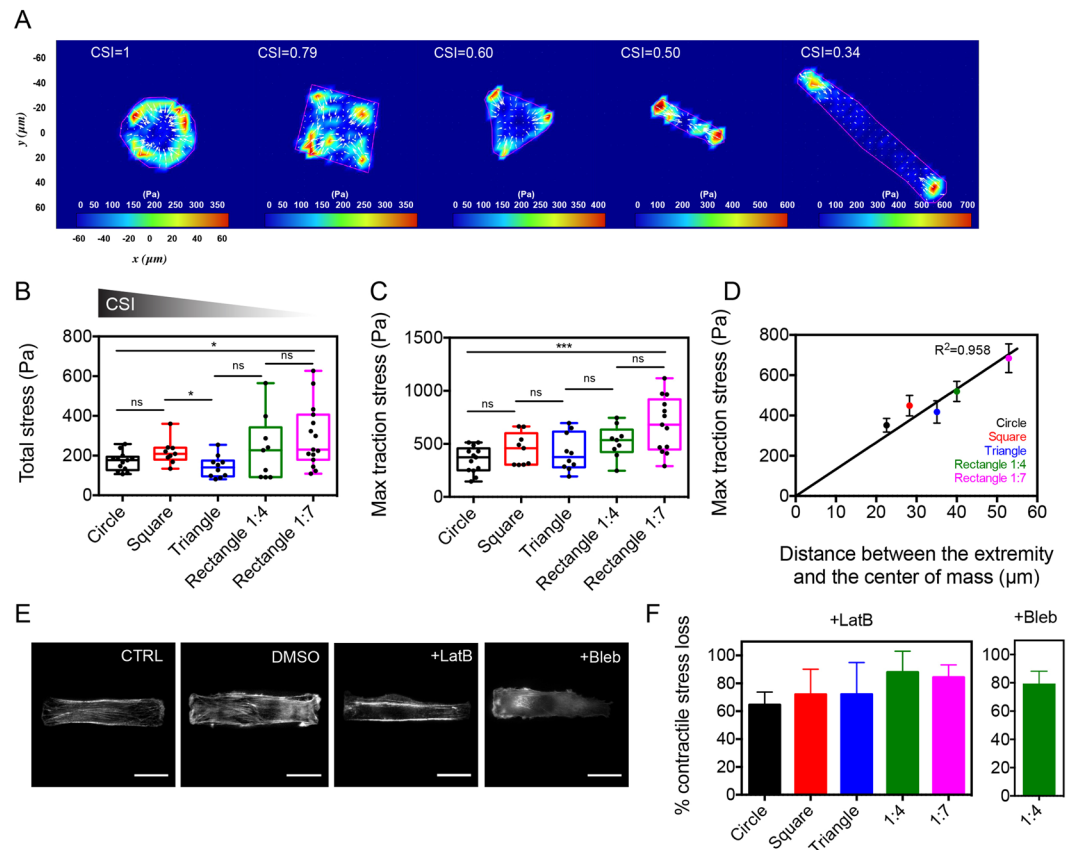 A
CSI=1 CSI=0.79 CSI=0.60 CSI=0.50 CSI=0.34
-60
-40
-20
0
20
40
60
y (μm)
(Pa) (Pa) (Pa) (Pa) (Pa)
0 50 100 150 200 250 300 350
0 50 100 150 200 250 300 350
0 50 100 150 200 250 300 350 400
0 100 200 300 400 500 600
0 100 200 300 400 500 600 700
-60 -40 -20 0 20 40 60
x (μm)
B
CSI
Total stress (Pa)
800
600
400
200
0
*
ns
*
ns
ns
Circle
Square
Triangle
Rectangle 1:4
Rectangle 1:7
C
Max traction stress (Pa)
1500
1000
500
0
***
ns
ns
ns
ns
Circle
Square
Triangle
Rectangle 1:4
Rectangle 1:7
D
Max traction stress (Pa)
800
600
400
200
0
R²=0.958
Circle
Square
Triangle
Rectangle 1:4
Rectangle 1:7
0 10 20 30 40 50 60
Distance between the extremity
and the center of mass (μm)
E
CTRL DMSO +LatB +Bleb
F
+LatB
% contractile stress loss
100
80
60
40
20
0
Circle
Square
Triangle
1:4
1:7
+Bleb
100
80
60
40
20
0
1:4